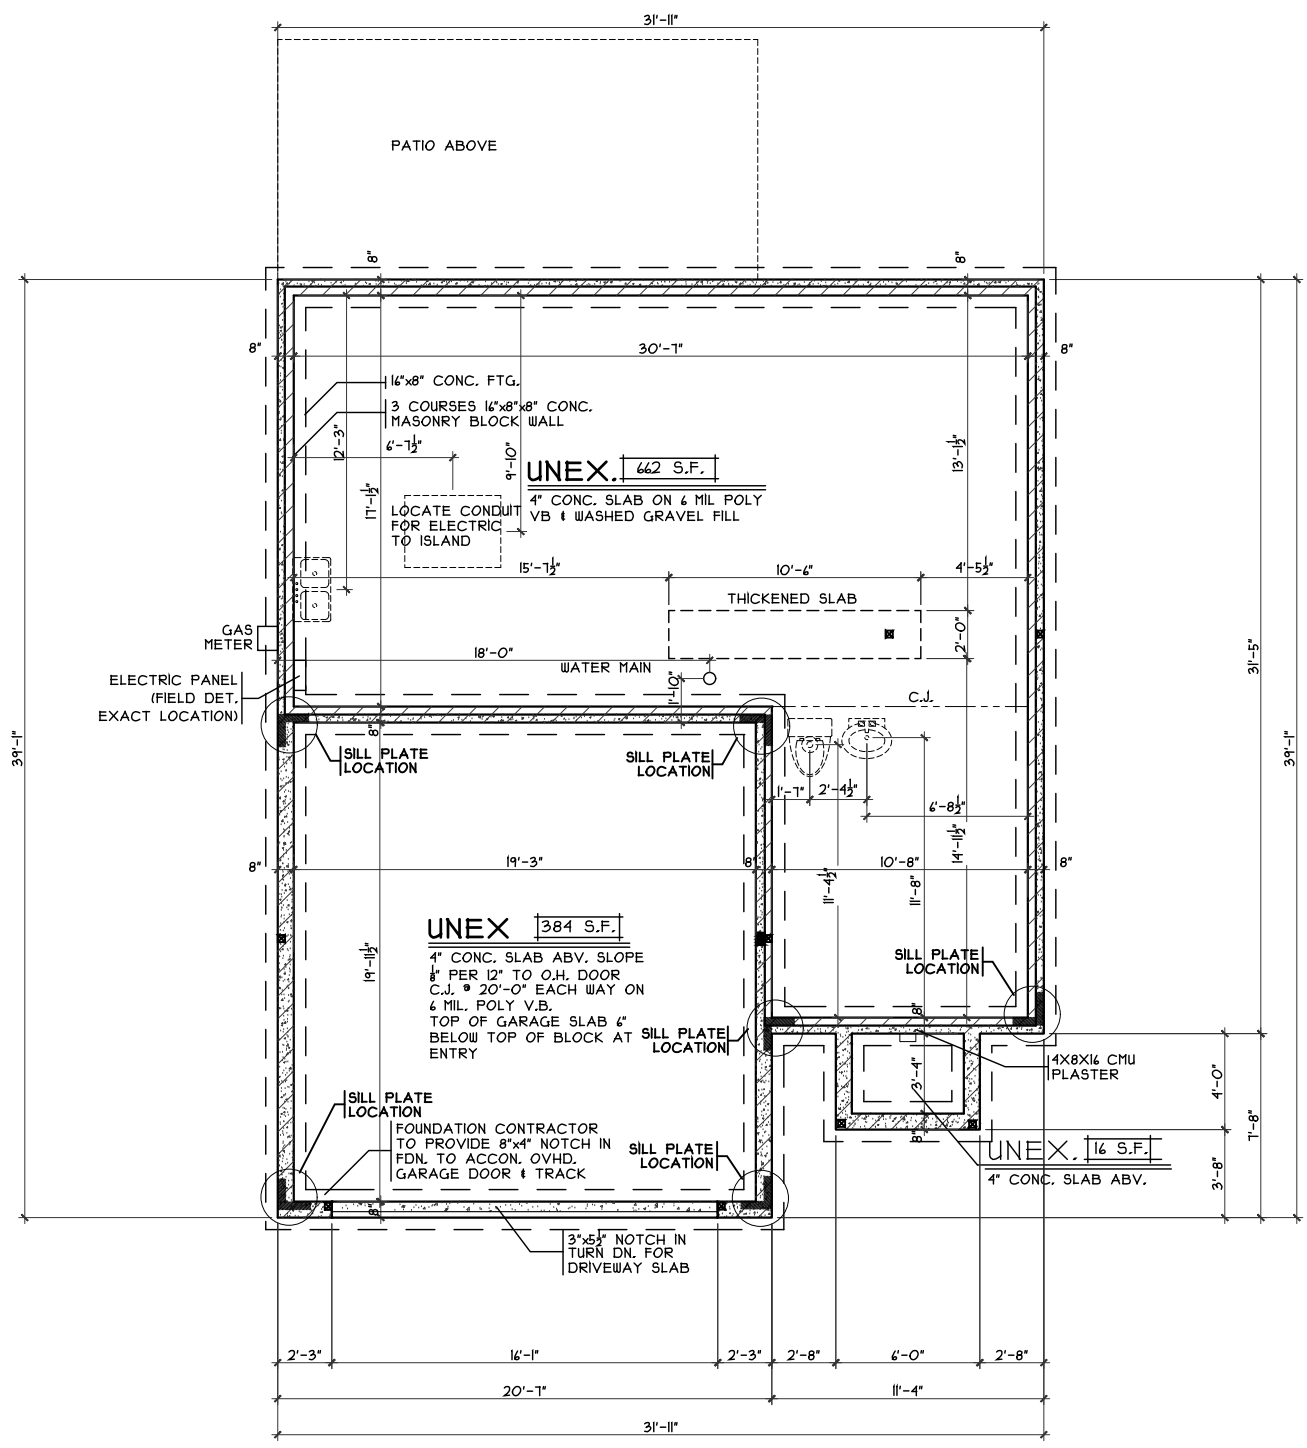 31'-11"
PATIO ABOVE
8"
8"
8"
30'-7"
8"
16"x8" CONC. FTG.
3 COURSES 16"x8"x8" CONC.
MASONRY BLOCK WALL
12'-3"
6'-7½"
9'-10"
13'-1½"
17'-1½"
UNEX. 662 S.F.
4" CONC. SLAB ON 6 MIL POLY
VB & WASHED GRAVEL FILL
LOCATE CONDUIT
FOR ELECTRIC
TO ISLAND
15'-7½"
10'-6"
4'-5½"
THICKENED SLAB
2'-0"
GAS
METER
18'-0"
WATER MAIN
1'-10"
C.J.
31'-5"
ELECTRIC PANEL
(FIELD DET.
EXACT LOCATION)
39'-1"
39'-1"
8"
SILL PLATE
LOCATION
SILL PLATE
LOCATION
1'-7"
2'-4½"
6'-8½"
14'-11½"
8"
19'-3"
8"
10'-8"
8"
11'-4½"
11'-8"
UNEX 384 S.F.
4" CONC. SLAB ABV. SLOPE
⅛" PER 12" TO O.H. DOOR
C.J. @ 20'-0" EACH WAY ON
6 MIL. POLY V.B.
TOP OF GARAGE SLAB 6"
BELOW TOP OF BLOCK AT
ENTRY
19'-11½"
SILL PLATE
LOCATION
SILL PLATE
LOCATION
8"
4X8X16 CMU
PLASTER
3'-4"
4'-0"
7'-8"
3'-8"
8"
SILL PLATE
LOCATION
FOUNDATION CONTRACTOR
TO PROVIDE 8"x4" NOTCH IN
FDN. TO ACCON. OVHD.
GARAGE DOOR & TRACK
SILL PLATE
LOCATION
UNEX. 16 S.F.
4" CONC. SLAB ABV.
8"
3"x5½" NOTCH IN
TURN DN. FOR
DRIVEWAY SLAB
2'-3"
16'-1"
2'-3"
2'-8"
6'-0"
2'-8"
20'-7"
11'-4"
31'-11"